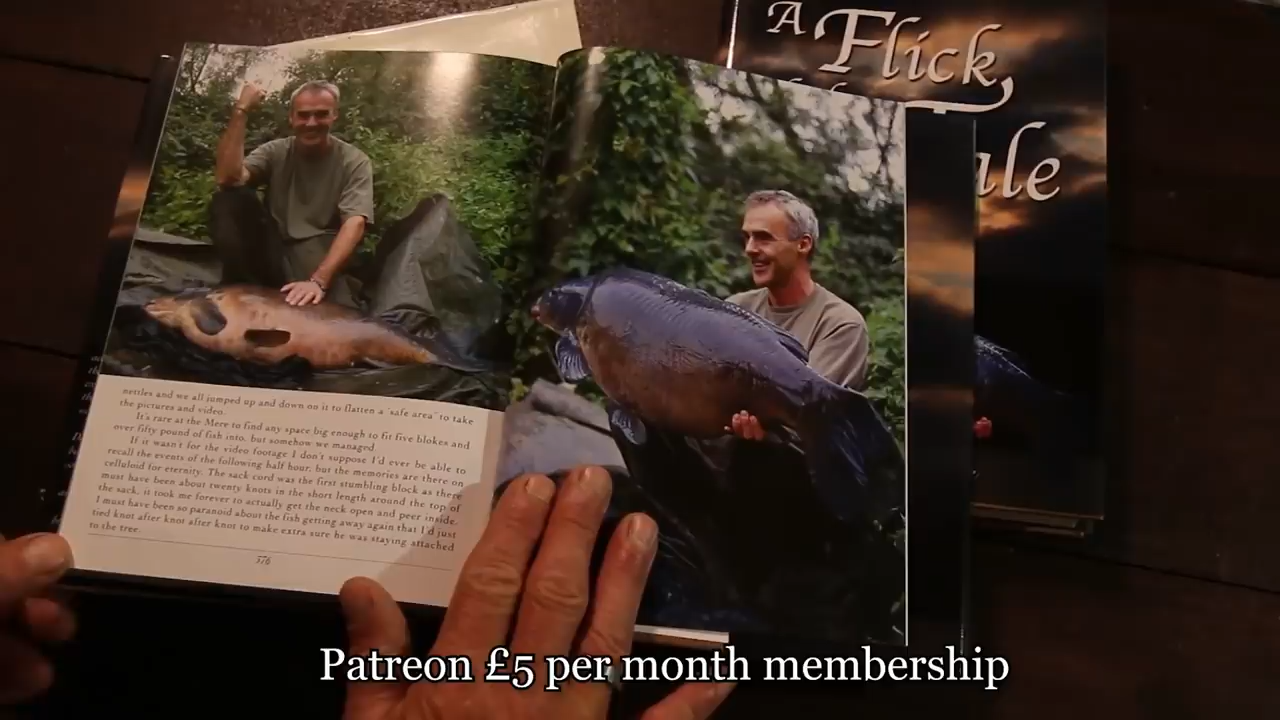 A Flick,
ale
nettles and we all jumped up and down on it to flatten a 'safe area' to take
the pictures and video.
It's rare at the Mere to find any space big enough to fit five blokes and
over fifty pound of fish into, but somehow we managed.
If it wasn't for the video footage I don't suppose I'd ever be able to
recall the events of the following half hour, but the memories are there on
celluloid for eternity. The sack cord was the first stumbling block as there
must have been about twenty knots in the short length around the top of
the sack, it took me forever to actually get the neck open and peer inside.
I must have been so paranoid about the fish getting away again that I'd just
tied knot after knot after knot to make extra sure he was staying attached
to the tree.
376
Patreon £5 per month membership